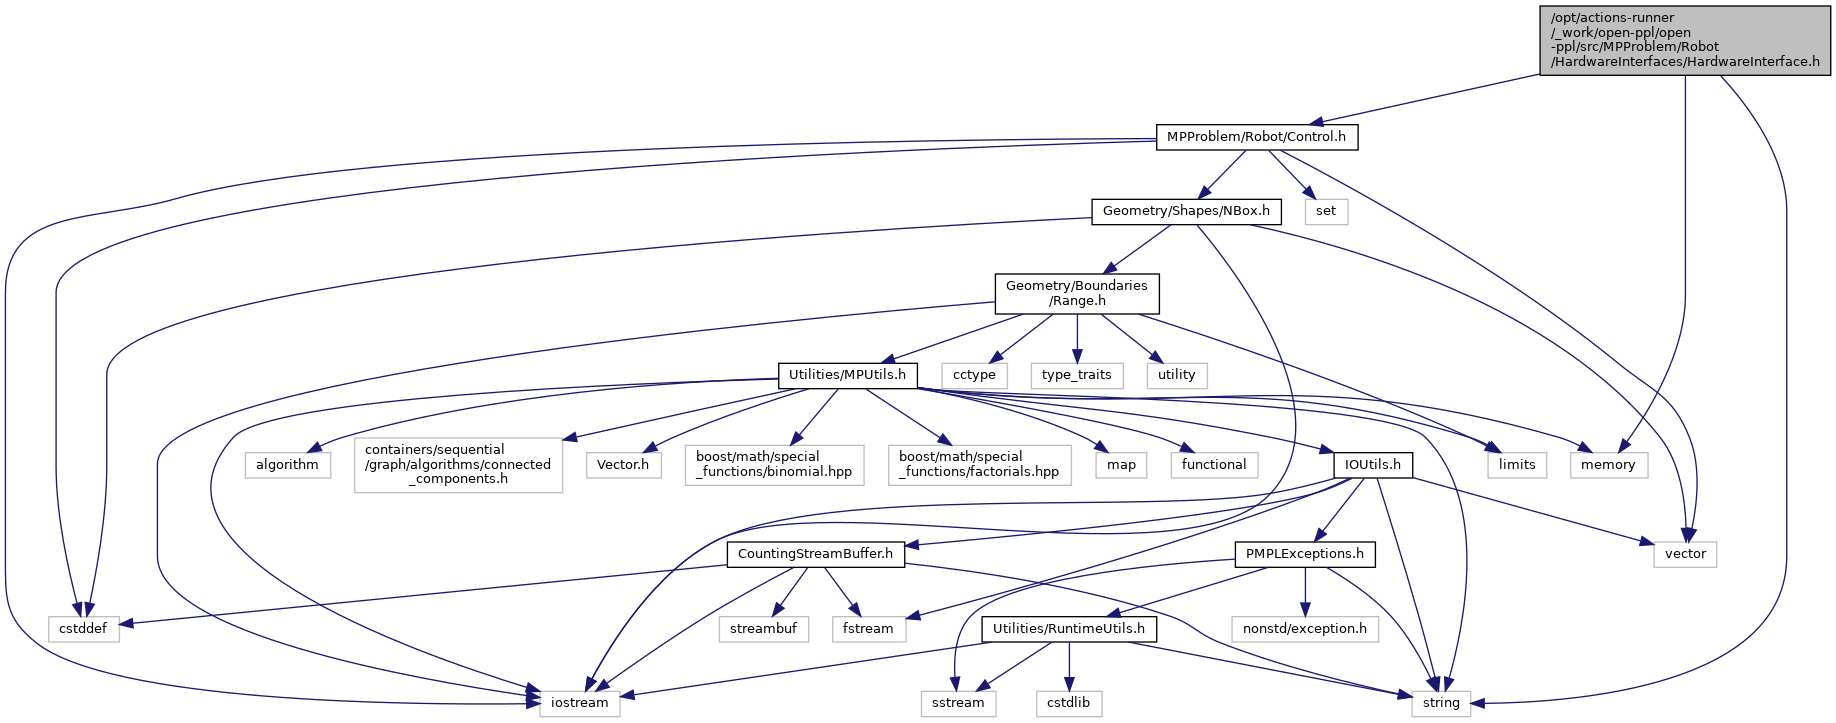 /opt/actions-runner
/_work/open-ppl/open
-ppl/src/MPProblem/Robot
/HardwareInterfaces/HardwareInterface.h
MPProblem/Robot/Control.h
Geometry/Shapes/NBox.h
set
Geometry/Boundaries
/Range.h
Utilities/MPUtils.h
cctype
type_traits
utility
algorithm
containers/sequential
/graph/algorithms/connected
_components.h
Vector.h
boost/math/special
_functions/binomial.hpp
boost/math/special
_functions/factorials.hpp
map
functional
IOUtils.h
limits
memory
CountingStreamBuffer.h
PMPLExceptions.h
vector
cstddef
streambuf
fstream
Utilities/RuntimeUtils.h
nonstd/exception.h
iostream
sstream
cstdlib
string